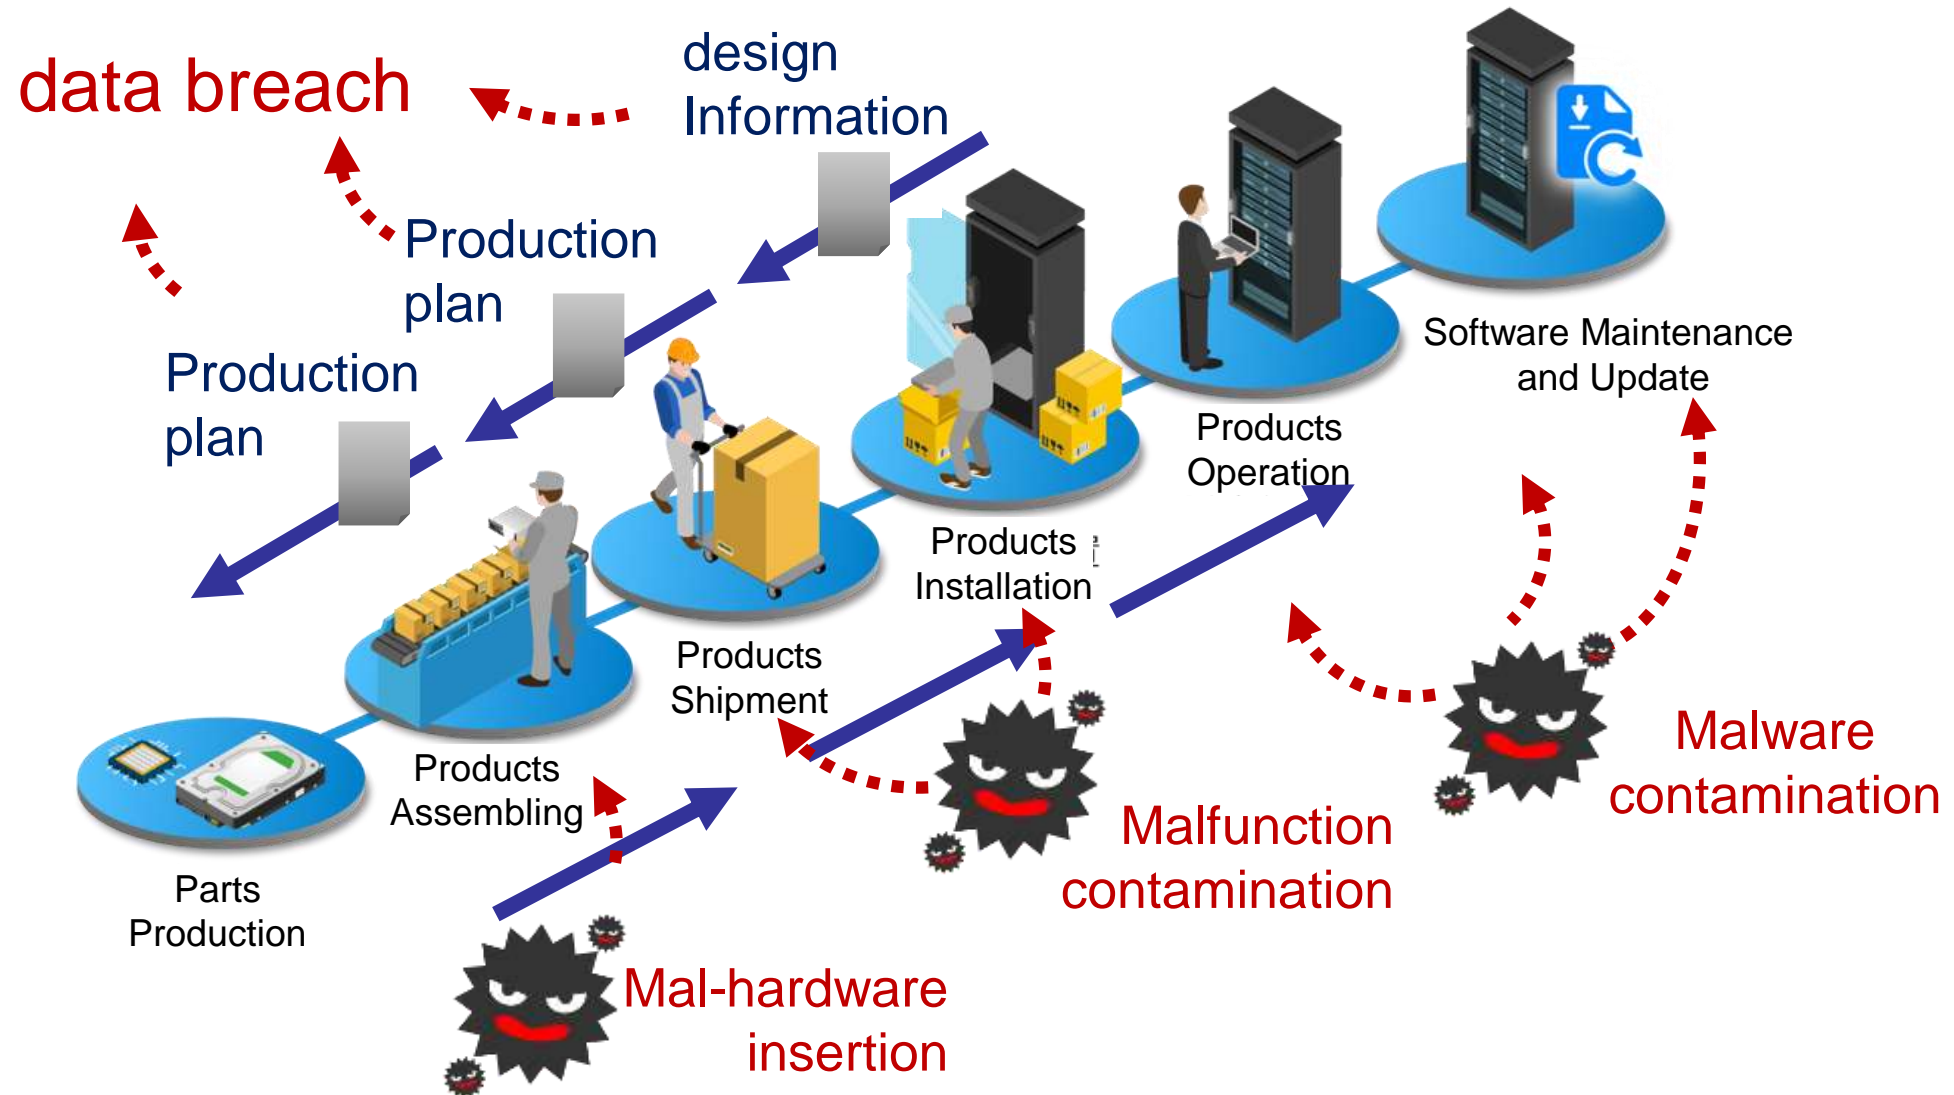 design
Information
data breach
Production
plan
Production
plan
Software Maintenance
and Update
Products
Operation
Products
Installation
Products
Shipment
Products
Assembling
Parts
Production
Malware
contamination
Malfunction
contamination
Mal-hardware
insertion